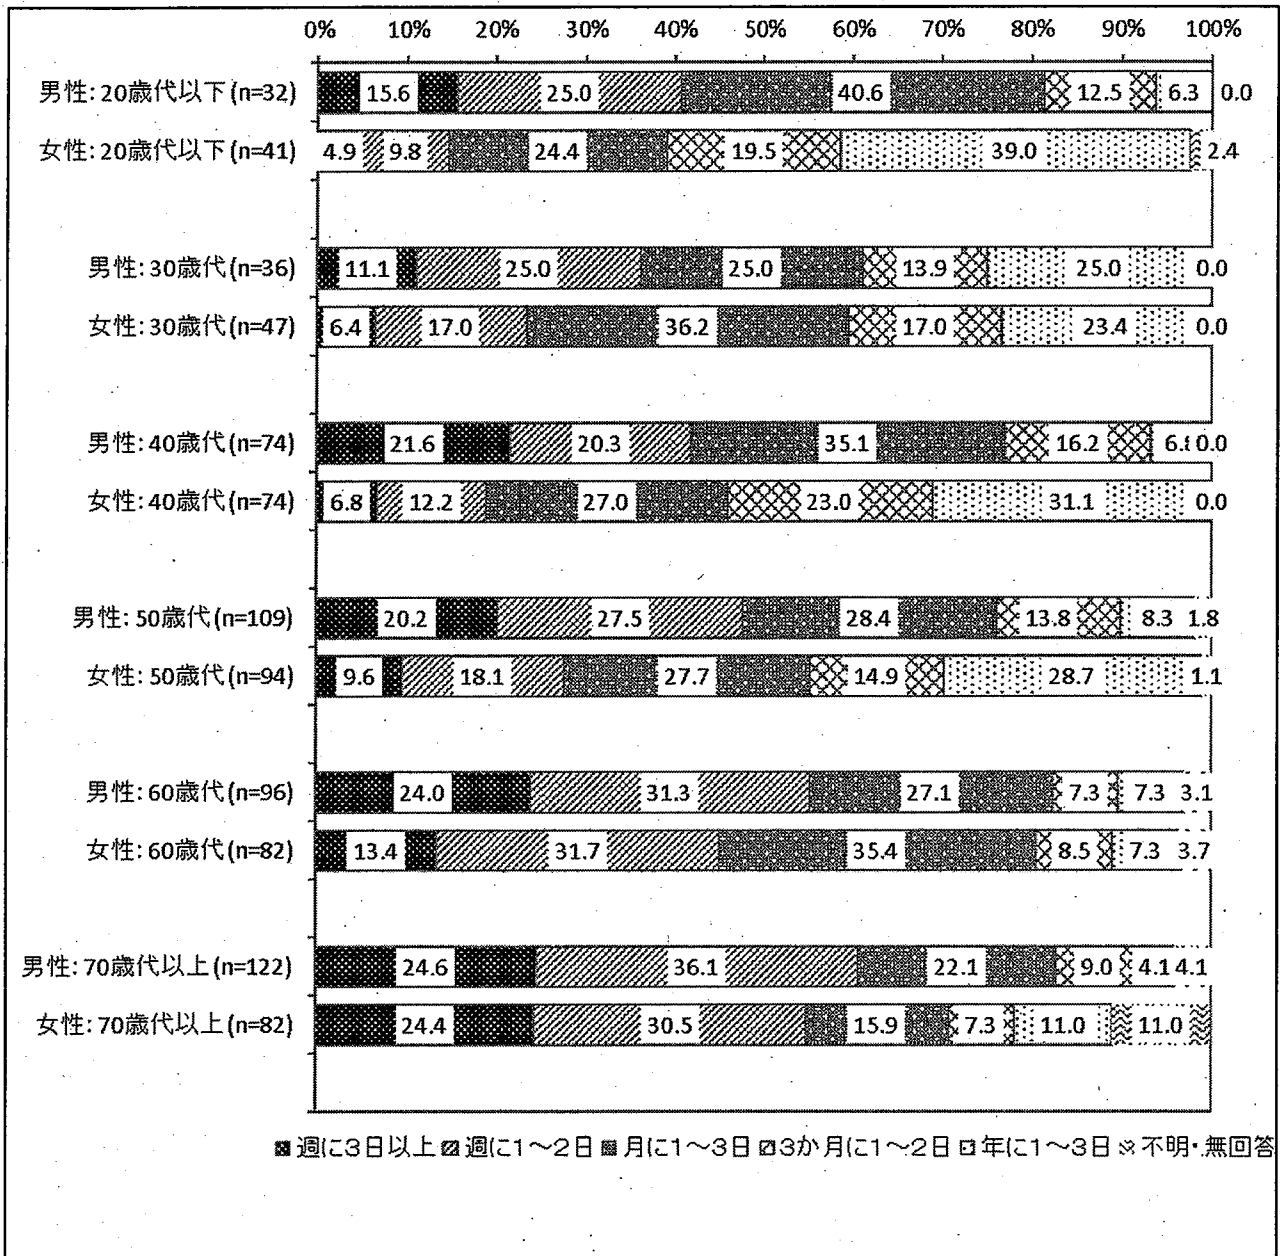 0% 10% 20% 30% 40% 50% 60% 70% 80% 90% 100%
男性:20歳代以下(n=32) 15.6 25.0 40.6 12.5 6.3 0.0
女性:20歳代以下(n=41) 4.9 9.8 24.4 19.5 39.0 2.4
男性:30歳代(n=36) 11.1 25.0 25.0 13.9 25.0 0.0
女性:30歳代(n=47) 6.4 17.0 36.2 17.0 23.4 0.0
男性:40歳代(n=74) 21.6 20.3 35.1 16.2 0.0
女性:40歳代(n=74) 6.8 12.2 27.0 23.0 31.1 0.0
男性:50歳代(n=109) 20.2 27.5 28.4 13.8 8.3 1.8
女性:50歳代(n=94) 9.6 18.1 27.7 14.9 28.7 1.1
男性:60歳代(n=96) 24.0 31.3 27.1 7.3 7.3 3.1
女性:60歳代(n=82) 13.4 31.7 35.4 8.5 7.3 3.7
男性:70歳代以上(n=122) 24.6 36.1 22.1 9.0 4.1 4.1
女性:70歳代以上(n=82) 24.4 30.5 15.9 7.3 11.0 11.0
週に3日以上 週に1～2日 月に1～3日 3か月に1～2日 年に1～3日 不明・無回答